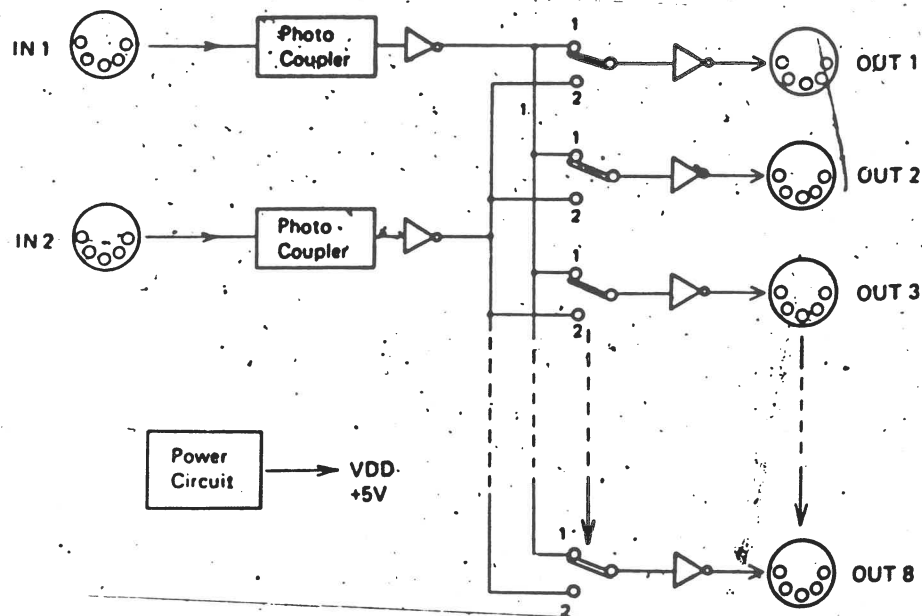 IN 1
Photo
Coupler
1
2
OUT 1
1
1
2
OUT 2
IN 2
Photo
Coupler
1
2
OUT 3
Power
Circuit
VDD
+5V
1
2
OUT 8